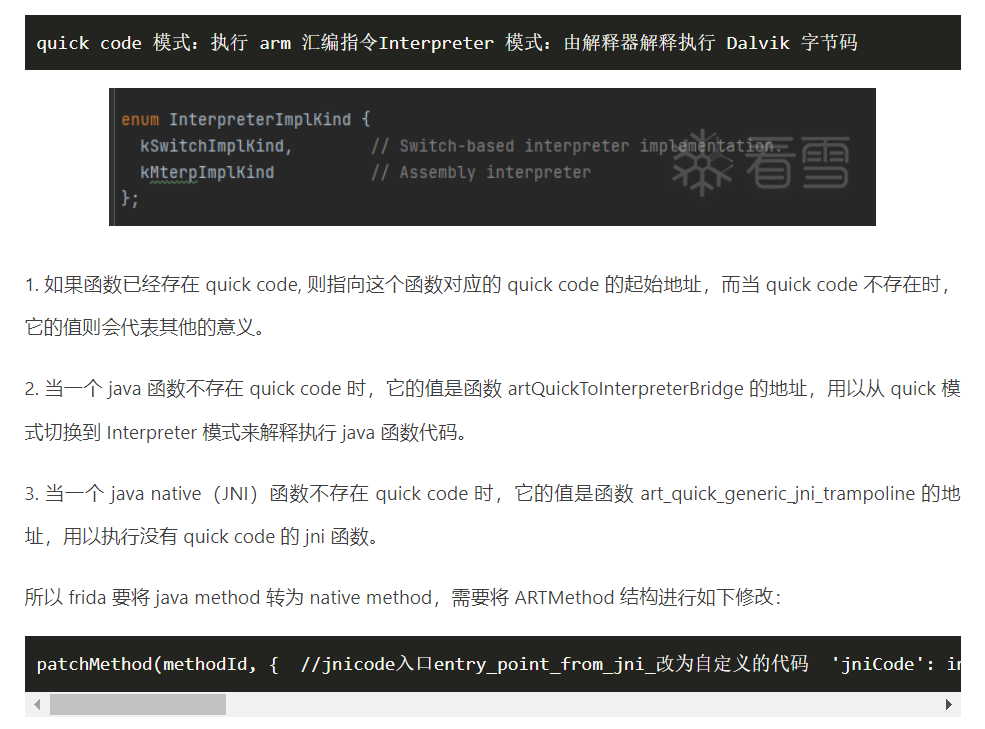 quick code 模式：执行 arm 汇编指令Interpreter 模式：由解释器解释执行 Dalvik 字节码
enum InterpreterImplKind {
kSwitchImplKind, // Switch-based interpreter implementation.
kMterpImplKind // Assembly interpreter
};
看雪
1. 如果函数已经存在 quick code, 则指向这个函数对应的 quick code 的起始地址，而当 quick code 不存在时，
它的值则会代表其他的意义。
2. 当一个 java 函数不存在 quick code 时，它的值是函数 artQuickToInterpreterBridge 的地址，用以从 quick 模
式切换到 Interpreter 模式来解释执行 java 函数代码。
3. 当一个 java native（JNI）函数不存在 quick code 时，它的值是函数 art_quick_generic_jni_trampoline 的地
址，用以执行没有 quick code 的 jni 函数。
所以 frida 要将 java method 转为 native method，需要将 ARTMethod 结构进行如下修改：
patchMethod(methodId, { //jnicode入口entry_point_from_jni_改为自定义的代码 'jniCode':